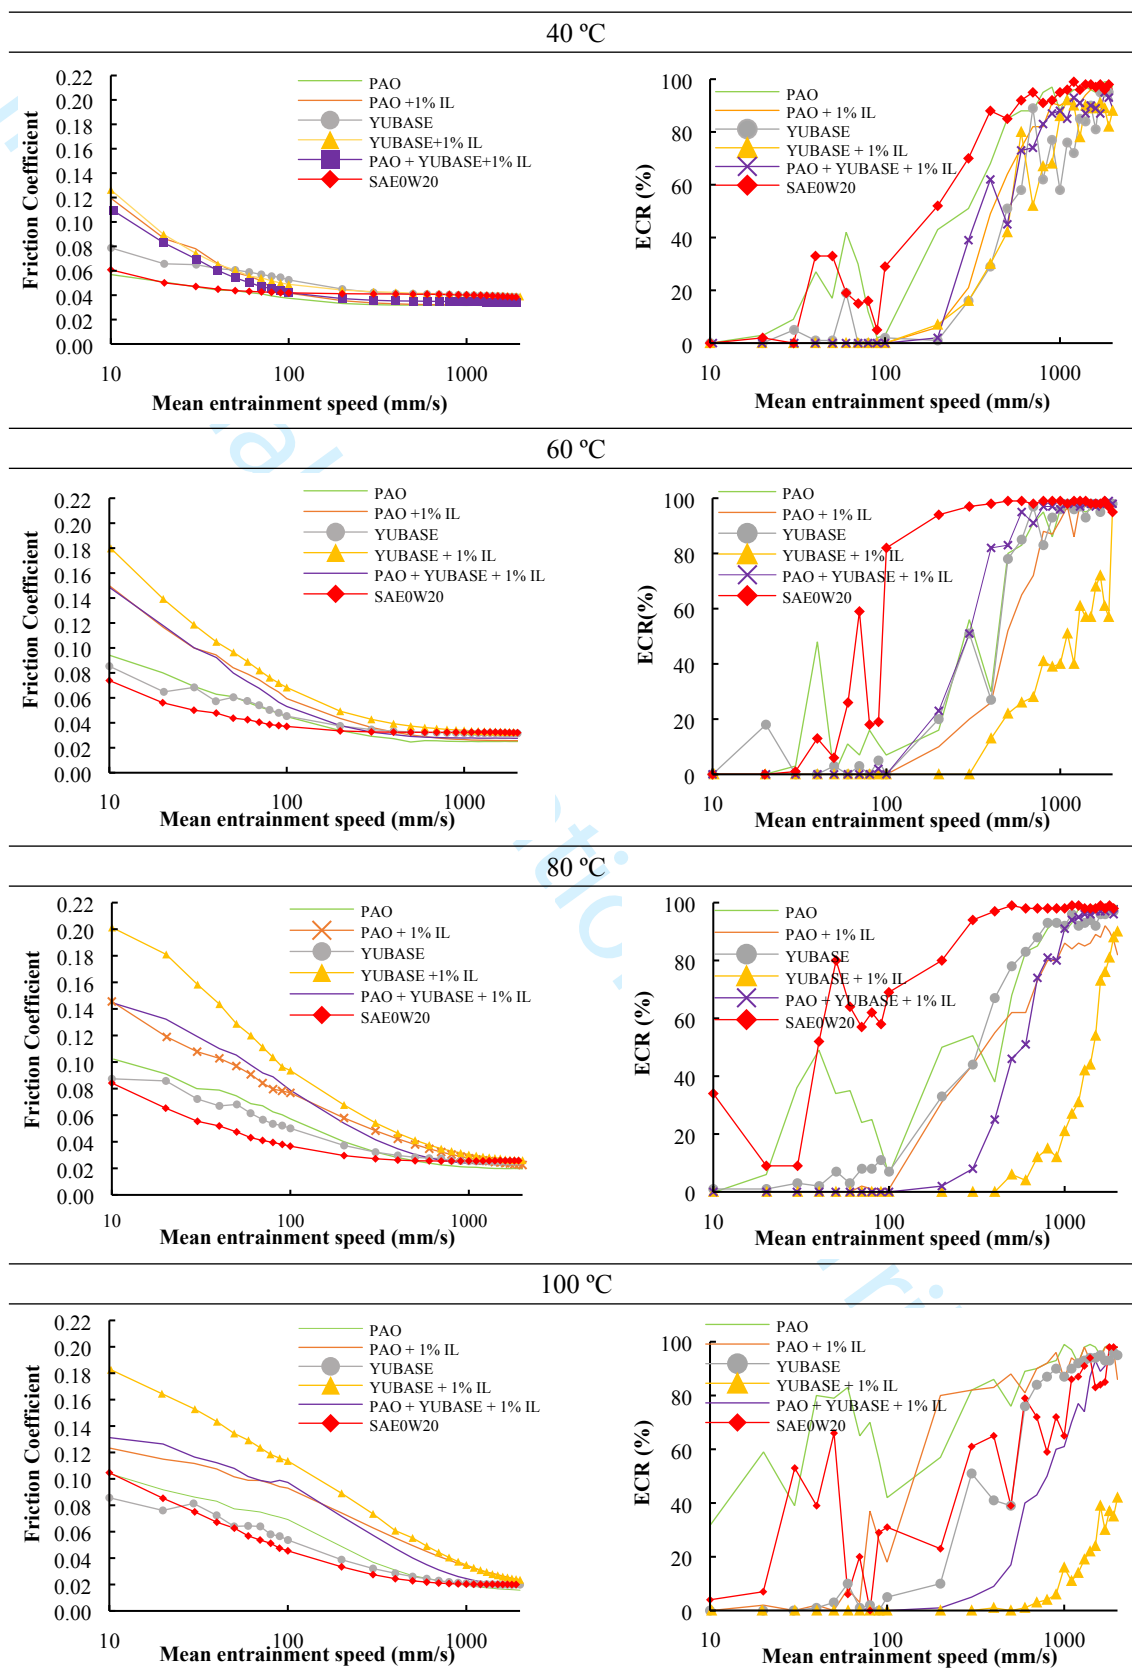 40 ºC
0.22
0.20
0.18
0.16
0.14
0.12
0.10
0.08
0.06
0.04
0.02
0.00
Friction Coefficient
PAO
PAO +1% IL
YUBASE
YUBASE+1% IL
PAO + YUBASE+1% IL
SAE0W20
10 100 1000
Mean entrainment speed (mm/s)
100
80
60
40
20
0
ECR (%)
PAO
PAO + 1% IL
YUBASE
YUBASE + 1% IL
PAO + YUBASE + 1% IL
SAE0W20
10 100 1000
Mean entrainment speed (mm/s)
60 ºC
0.22
0.20
0.18
0.16
0.14
0.12
0.10
0.08
0.06
0.04
0.02
0.00
Friction Coefficient
PAO
PAO +1% IL
YUBASE
YUBASE + 1% IL
PAO + YUBASE + 1% IL
SAE0W20
10 100 1000
Mean entrainment speed (mm/s)
100
80
60
40
20
0
ECR(%)
PAO
PAO + 1% IL
YUBASE
YUBASE + 1% IL
PAO + YUBASE + 1% IL
SAE0W20
10 100 1000
Mean entrainment speed (mm/s)
80 ºC
0.22
0.20
0.18
0.16
0.14
0.12
0.10
0.08
0.06
0.04
0.02
0.00
Friction Coefficient
PAO
PAO + 1% IL
YUBASE
YUBASE +1% IL
PAO + YUBASE + 1% IL
SAE0W20
10 100 1000
Mean entrainment speed (mm/s)
100
80
60
40
20
0
ECR (%)
PAO
PAO + 1% IL
YUBASE
YUBASE + 1% IL
PAO + YUBASE + 1% IL
SAE0W20
10 100 1000
Mean entrainment speed (mm/s)
100 ºC
0.22
0.20
0.18
0.16
0.14
0.12
0.10
0.08
0.06
0.04
0.02
0.00
Friction Coefficient
PAO
PAO + 1% IL
YUBASE
YUBASE + 1% IL
PAO + YUBASE + 1% IL
SAE0W20
10 100 1000
Mean entrainment speed (mm/s)
100
80
60
40
20
0
ECR (%)
PAO
PAO + 1% IL
YUBASE
YUBASE + 1% IL
PAO + YUBASE + 1% IL
SAE0W20
10 100 1000
Mean entrainment speed (mm/s)